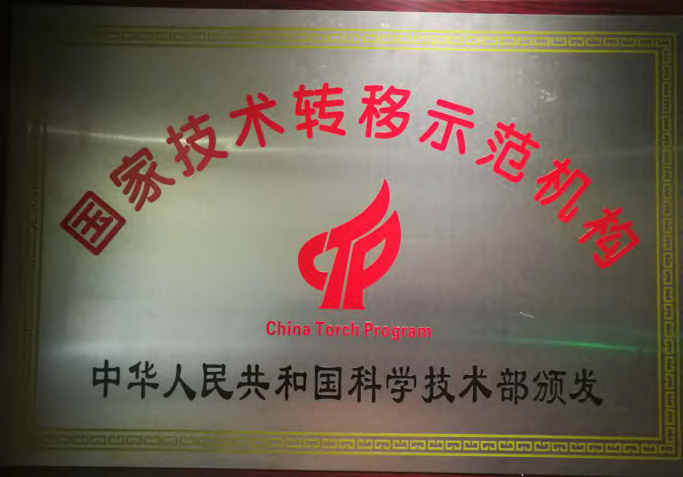 国家技术转移示范机构
China Torch Program
中华人民共和国科学技术部颁发